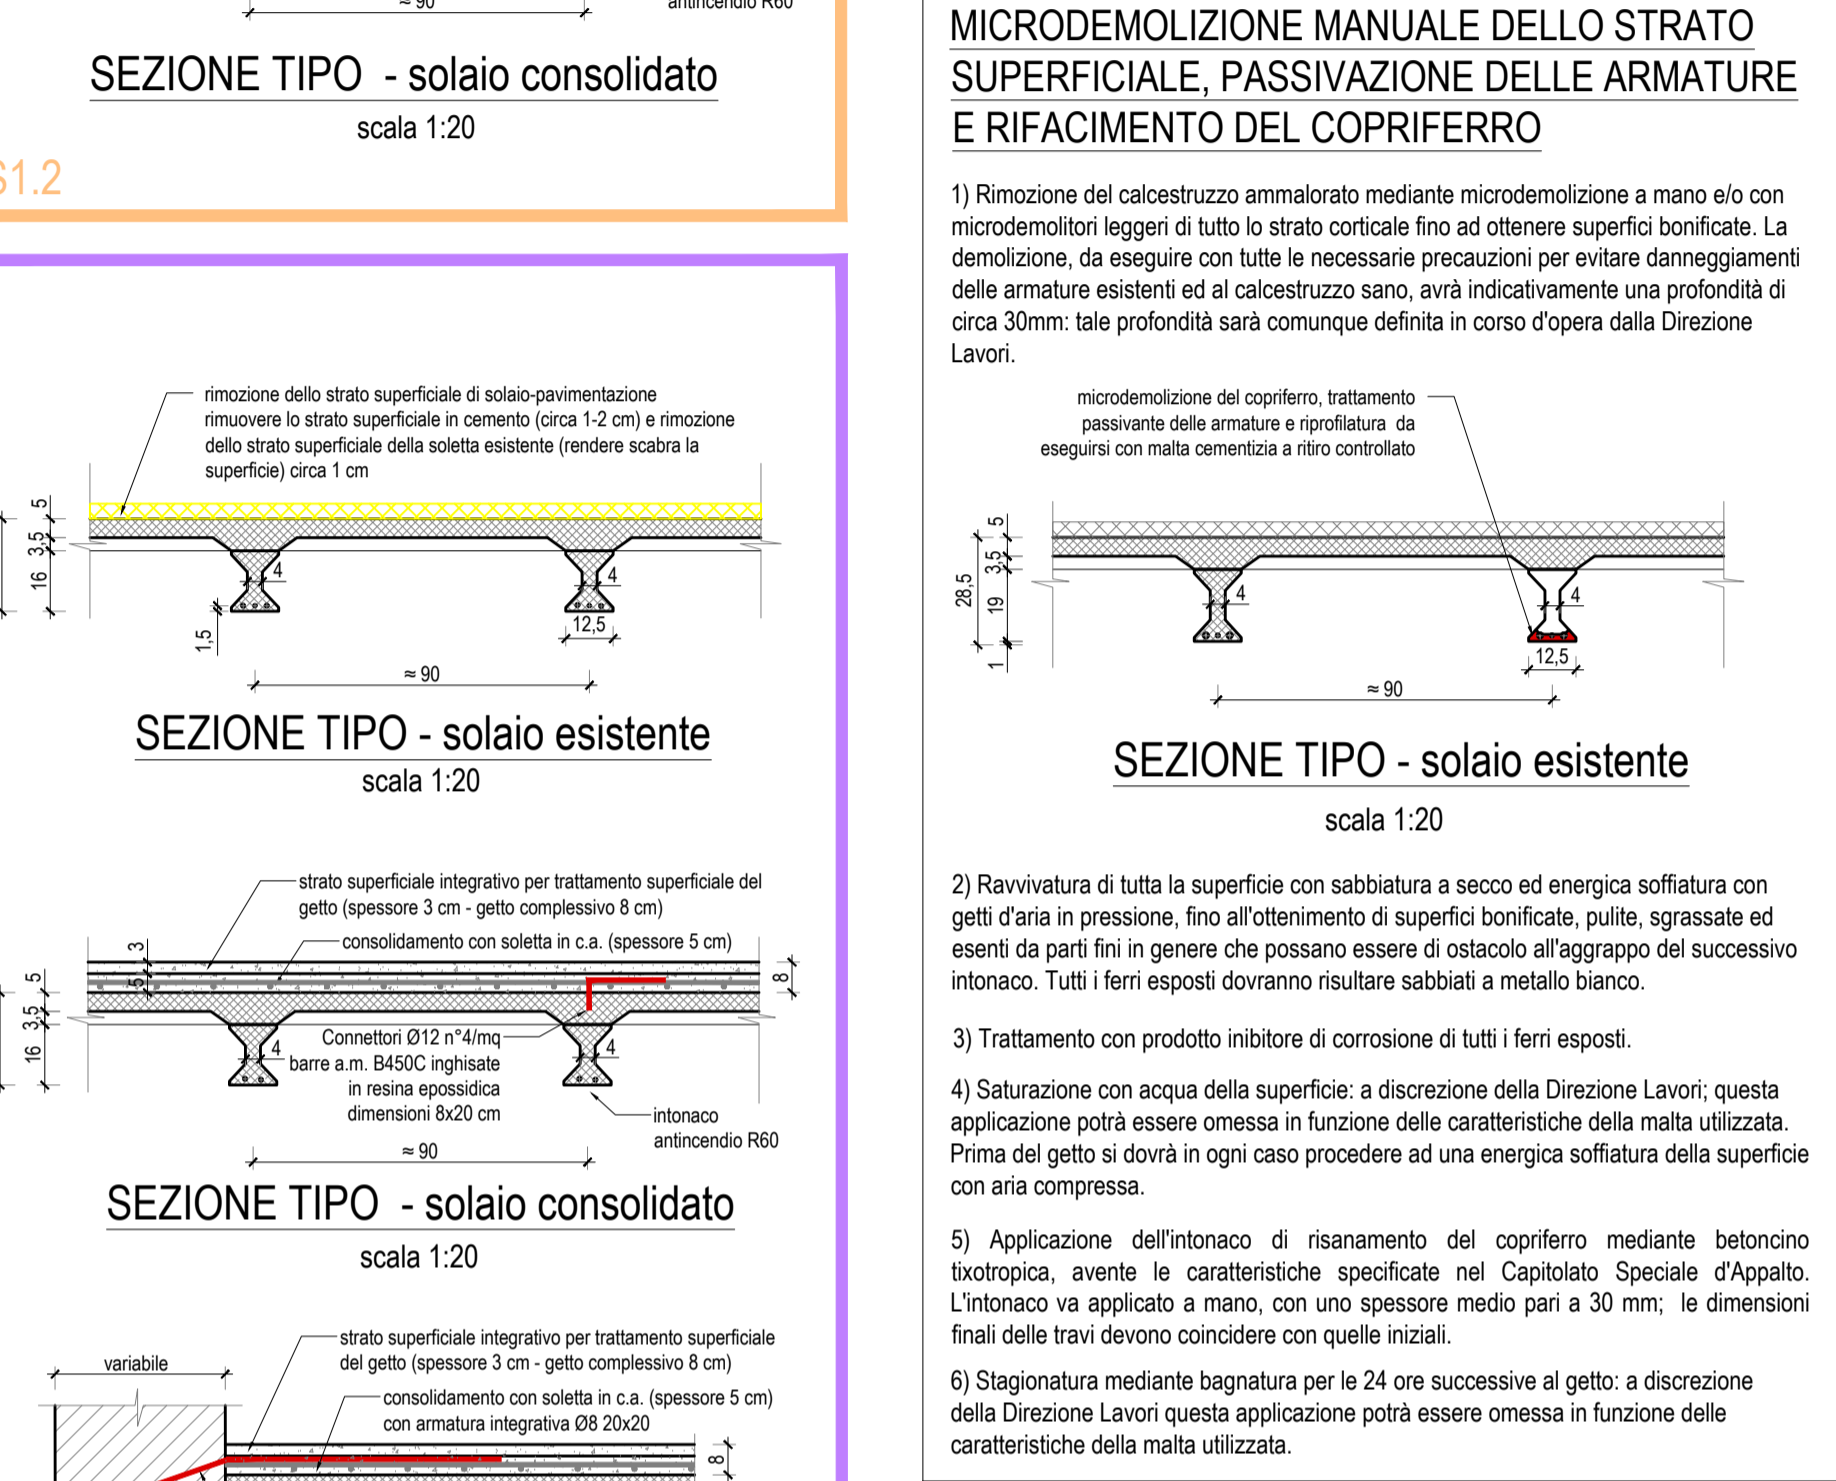 ≈ 90
antincendio R60
SEZIONE TIPO - solaio consolidato
scala 1:20
S1.2
rimozione dello strato superficiale di solaio-pavimentazione
rimuovere lo strato superficiale in cemento (circa 1-2 cm) e rimozione
dello strato superficiale della soletta esistente (rendere scabra la
superficie) circa 1 cm
5
3,5
16
4
4
1,5
12,5
≈ 90
SEZIONE TIPO - solaio esistente
scala 1:20
strato superficiale integrativo per trattamento superficiale del
getto (spessore 3 cm - getto complessivo 8 cm)
consolidamento con soletta in c.a. (spessore 5 cm)
3
5
5
8
3,5
16
4
4
Connettori Ø12 n°4/mq
barre a.m. B450C inghisate
in resina epossidica
dimensioni 8x20 cm
intonaco
antincendio R60
≈ 90
SEZIONE TIPO - solaio consolidato
scala 1:20
strato superficiale integrativo per trattamento superficiale
del getto (spessore 3 cm - getto complessivo 8 cm)
variabile
consolidamento con soletta in c.a. (spessore 5 cm)
con armatura integrativa Ø8 20x20
8
MICRODEMOLIZIONE MANUALE DELLO STRATO
SUPERFICIALE, PASSIVAZIONE DELLE ARMATURE
E RIFACIMENTO DEL COPRIFERRO
1) Rimozione del calcestruzzo ammalorato mediante microdemolizione a mano e/o con
microdemolitori leggeri di tutto lo strato corticale fino ad ottenere superfici bonificate. La
demolizione, da eseguire con tutte le necessarie precauzioni per evitare danneggiamenti
delle armature esistenti ed al calcestruzzo sano, avrà indicativamente una profondità di
circa 30mm: tale profondità sarà comunque definita in corso d'opera dalla Direzione
Lavori.
microdemolizione del copriferro, trattamento
passivante delle armature e riprofilatura da
eseguirsi con malta cementizia a ritiro controllato
5
3,5
28,5
19
1
4
4
12,5
≈ 90
SEZIONE TIPO - solaio esistente
scala 1:20
2) Ravvivatura di tutta la superficie con sabbiatura a secco ed energica soffiatura con
getti d'aria in pressione, fino all'ottenimento di superfici bonificate, pulite, sgrassate ed
esenti da parti fini in genere che possano essere di ostacolo all'aggrappo del successivo
intonaco. Tutti i ferri esposti dovranno risultare sabbiati a metallo bianco.
3) Trattamento con prodotto inibitore di corrosione di tutti i ferri esposti.
4) Saturazione con acqua della superficie: a discrezione della Direzione Lavori; questa
applicazione potrà essere omessa in funzione delle caratteristiche della malta utilizzata.
Prima del getto si dovrà in ogni caso procedere ad una energica soffiatura della superficie
con aria compressa.
5) Applicazione dell'intonaco di risanamento del copriferro mediante betoncino
tixotropica, avente le caratteristiche specificate nel Capitolato Speciale d'Appalto.
L'intonaco va applicato a mano, con uno spessore medio pari a 30 mm; le dimensioni
finali delle travi devono coincidere con quelle iniziali.
6) Stagionatura mediante bagnatura per le 24 ore successive al getto: a discrezione
della Direzione Lavori questa applicazione potrà essere omessa in funzione delle
caratteristiche della malta utilizzata.